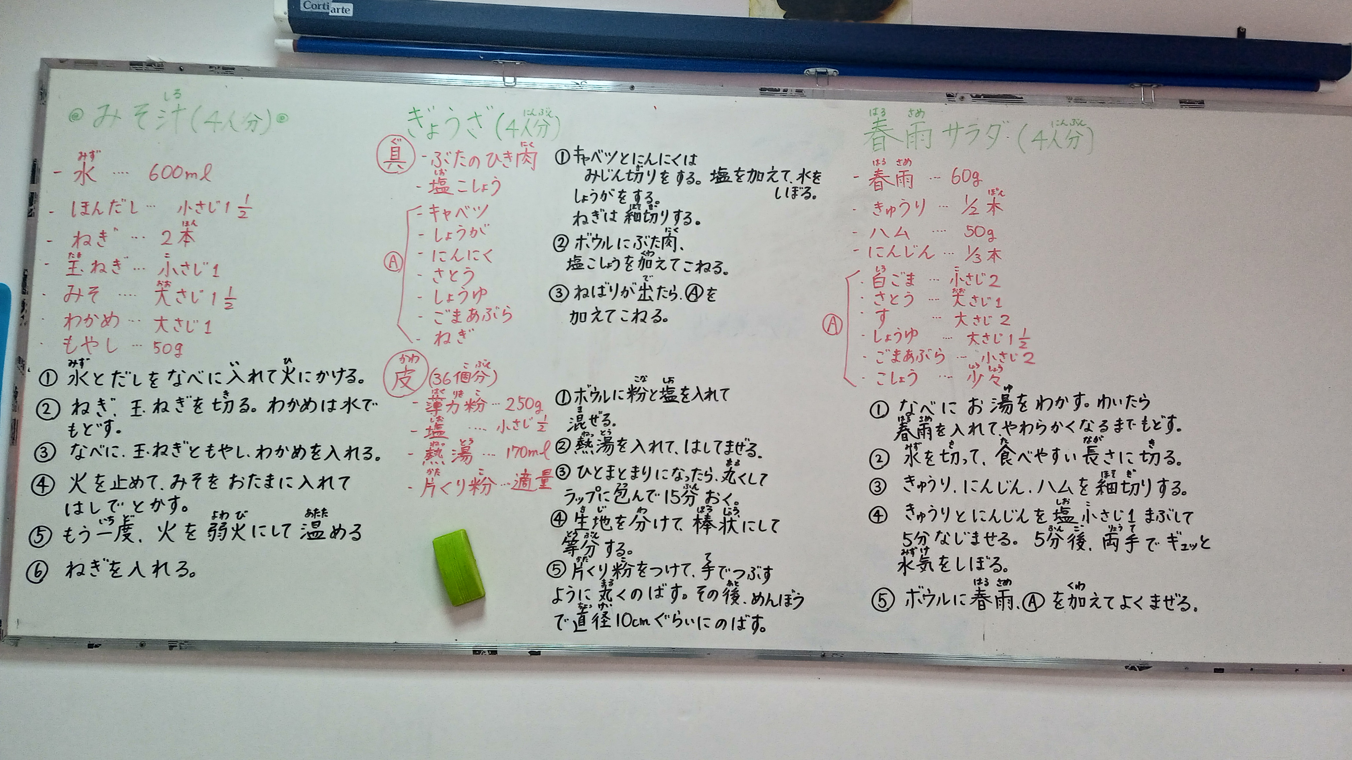 Corti arte
◎みそ汁(4人分)◎
- 水 … 600ml
- ほんだし … 小さじ1 1/2
- ねぎ … 2本
- 玉ねぎ … 小さじ1
- みそ … 大さじ1 1/2
- わかめ … 大さじ1
- もやし … 50g
① 水とだしをなべに入れて火にかける。
② ねぎ、玉ねぎを切る。わかめは水で
もどす。
③ なべに、玉ねぎともやし、わかめを入れる。
④ 火を止めて、みそをおたまに入れて
はしでとかす。
⑤ もう一度、火を弱火にして温める
⑥ ねぎを入れる。
ぎょうざ(4人分)
具
- ぶたのひき肉
- 塩こしょう
Ⓐ
- キャベツ
- しょうが
- にんにく
- さとう
- しょうゆ
- ごまあぶら
- ねぎ
① キャベツとにんにくは
みじん切りをする。塩を加えて、水を
しぼる。
しょうがをする。
ねぎは細切りする。
② ボウルにぶた肉、
塩こしょうを加えてこねる。
③ ねばりが出たら、Ⓐを
加えてこねる。
皮(36個分)
- 薄力粉 … 250g
- 塩 … 小さじ1/2
- 熱湯 … 170ml
- 片くり粉 … 適量
① ボウルに粉と塩を入れて
混ぜる。
② 熱湯を入れて、はしでまぜる。
③ ひとまとまりになったら、丸くして
ラップに包んで15分おく。
④ 生地を分けて、棒状にして
等分する。
⑤ 片くり粉をつけて、手でつぶす
ように丸くのばす。その後、めんぼう
で直径10cmぐらいにのばす。
春雨サラダ(4人分)
- 春雨 … 60g
- きゅうり … 1/2本
- ハム … 50g
- にんじん … 1/3本
Ⓐ
- 白ごま … 小さじ2
- さとう … 大さじ1
- す … 大さじ2
- しょうゆ … 大さじ1 1/2
- ごまあぶら … 小さじ2
- こしょう … 少々
① なべにお湯をわかす。わいたら
春雨を入れてやわらかくなるまでもどす。
② 水を切って、食べやすい長さに切る。
③ きゅうり、にんじん、ハムを細切りする。
④ きゅうりとにんじんを塩小さじ1まぶして
5分なじませる。5分後、両手でギュッと
水気をしぼる。
⑤ ボウルに春雨、Ⓐを加えてよくまぜる。